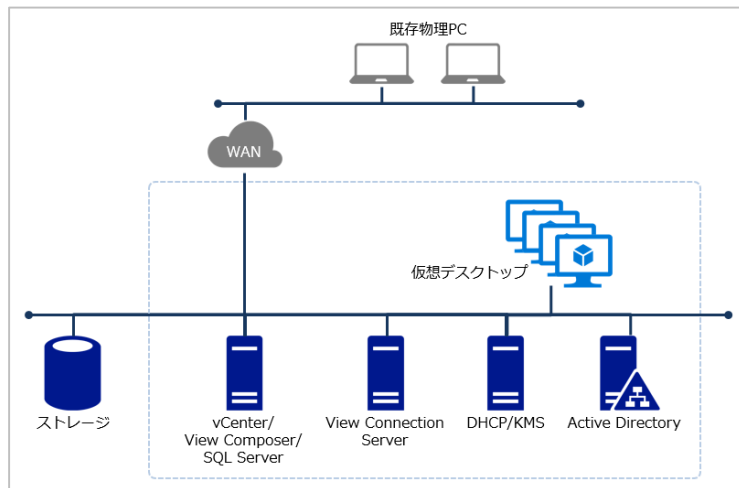 既存物理PC
WAN
仮想デスクトップ
ストレージ
vCenter/
View Composer/
SQL Server
View Connection
Server
DHCP/KMS
Active Directory